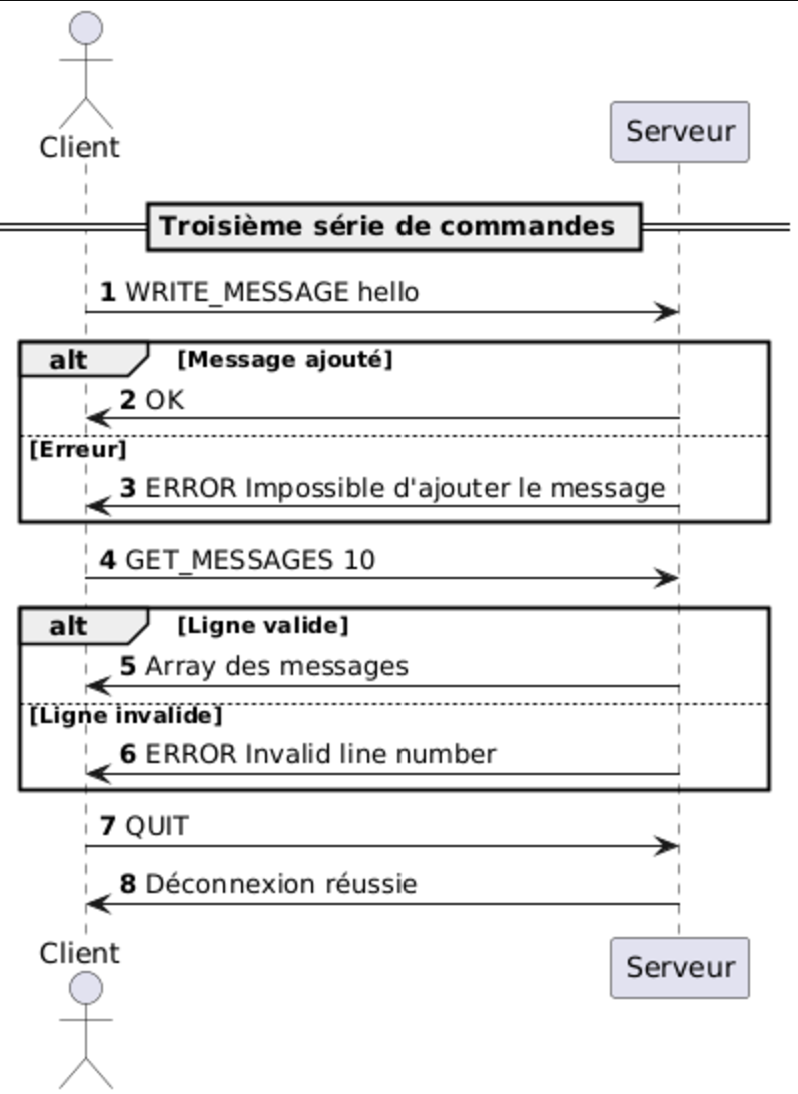 Client
Serveur
Troisième série de commandes
1 WRITE_MESSAGE hello
alt [Message ajouté]
2 OK
[Erreur]
3 ERROR Impossible d'ajouter le message
4 GET_MESSAGES 10
alt [Ligne valide]
5 Array des messages
[Ligne invalide]
6 ERROR Invalid line number
7 QUIT
8 Déconnexion réussie
Client
Serveur